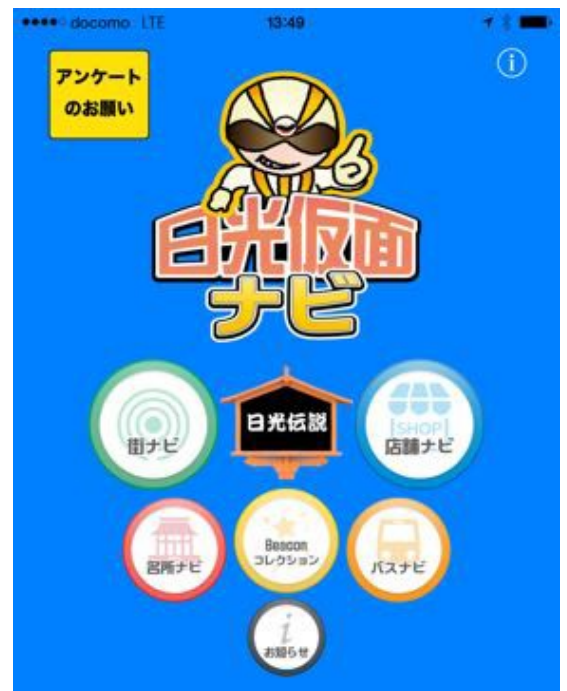 docomo LTE 13:49
アンケート
のお願い
日光仮面
ナビ
街ナビ
日光伝説
SHOP
店舗ナビ
名所ナビ
Beacon
コレクション
バスナビ
お知らせ